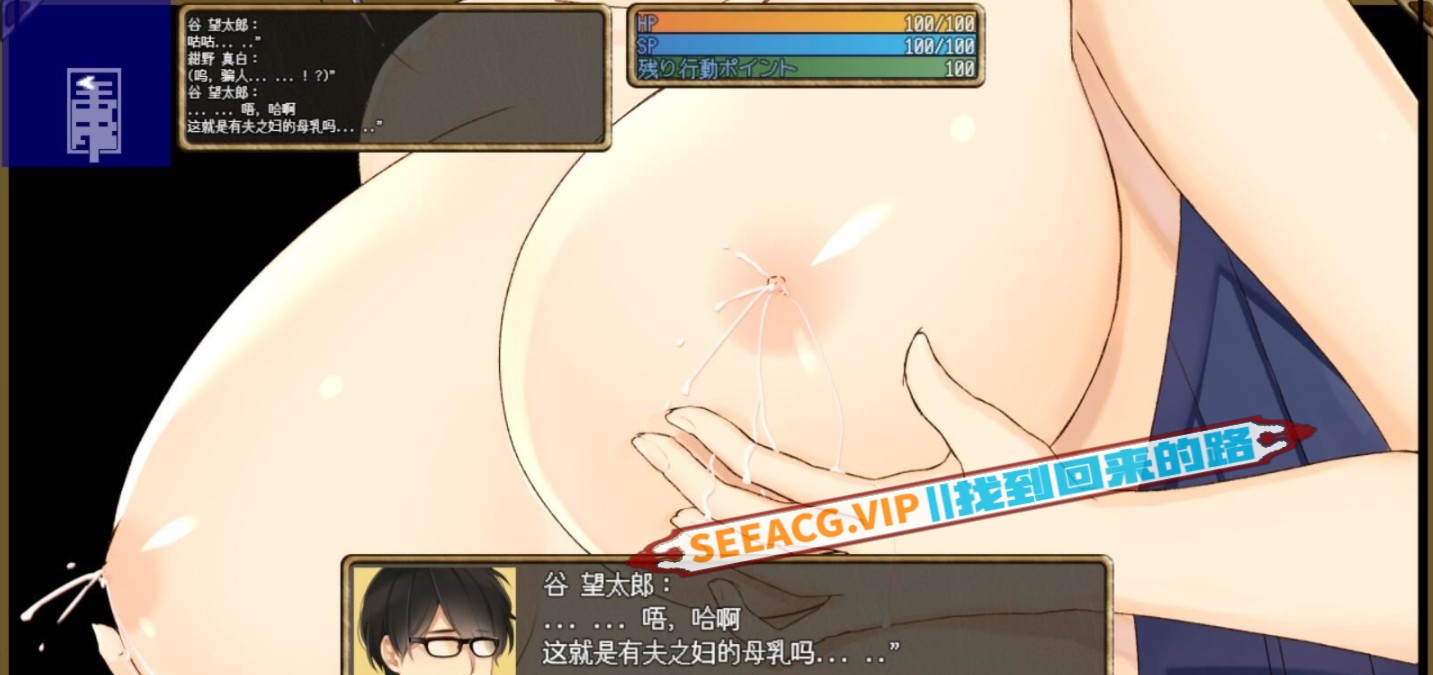 谷 望太郎：
咕咕... ..”
紺野 真白：
(呜，骗人... ... ！?)”
谷 望太郎：
... ... 唔，哈啊
这就是有夫之妇的母乳吗... ..”
HP 100/100
SP 100/100
残り行動ポイント 100
SEEACG.VIP||找到回来的路
谷 望太郎：
... ... 唔，哈啊
这就是有夫之妇的母乳吗... ..”